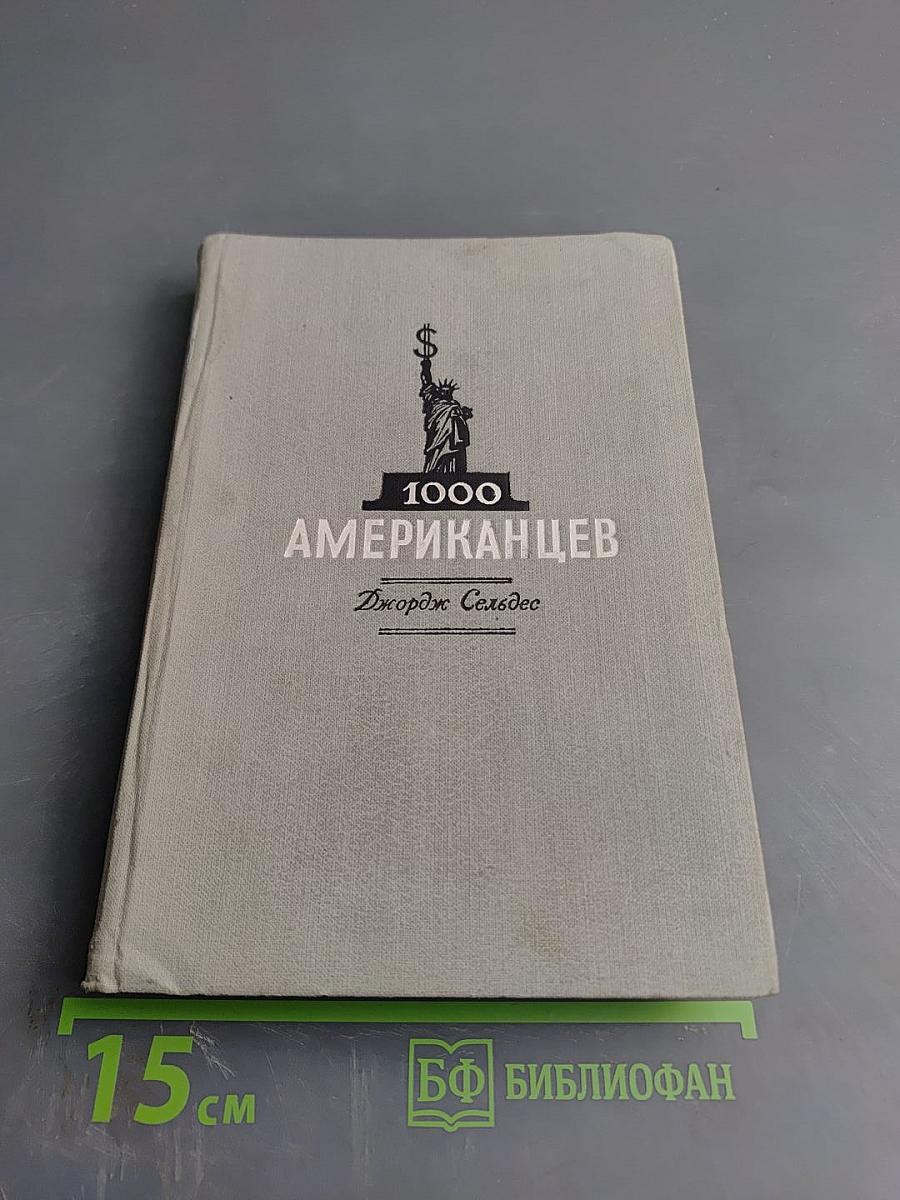 $
1000
АМЕРИКАНЦЕВ
Джордж Сельдес
15 см
БФ БИБЛИОФАН